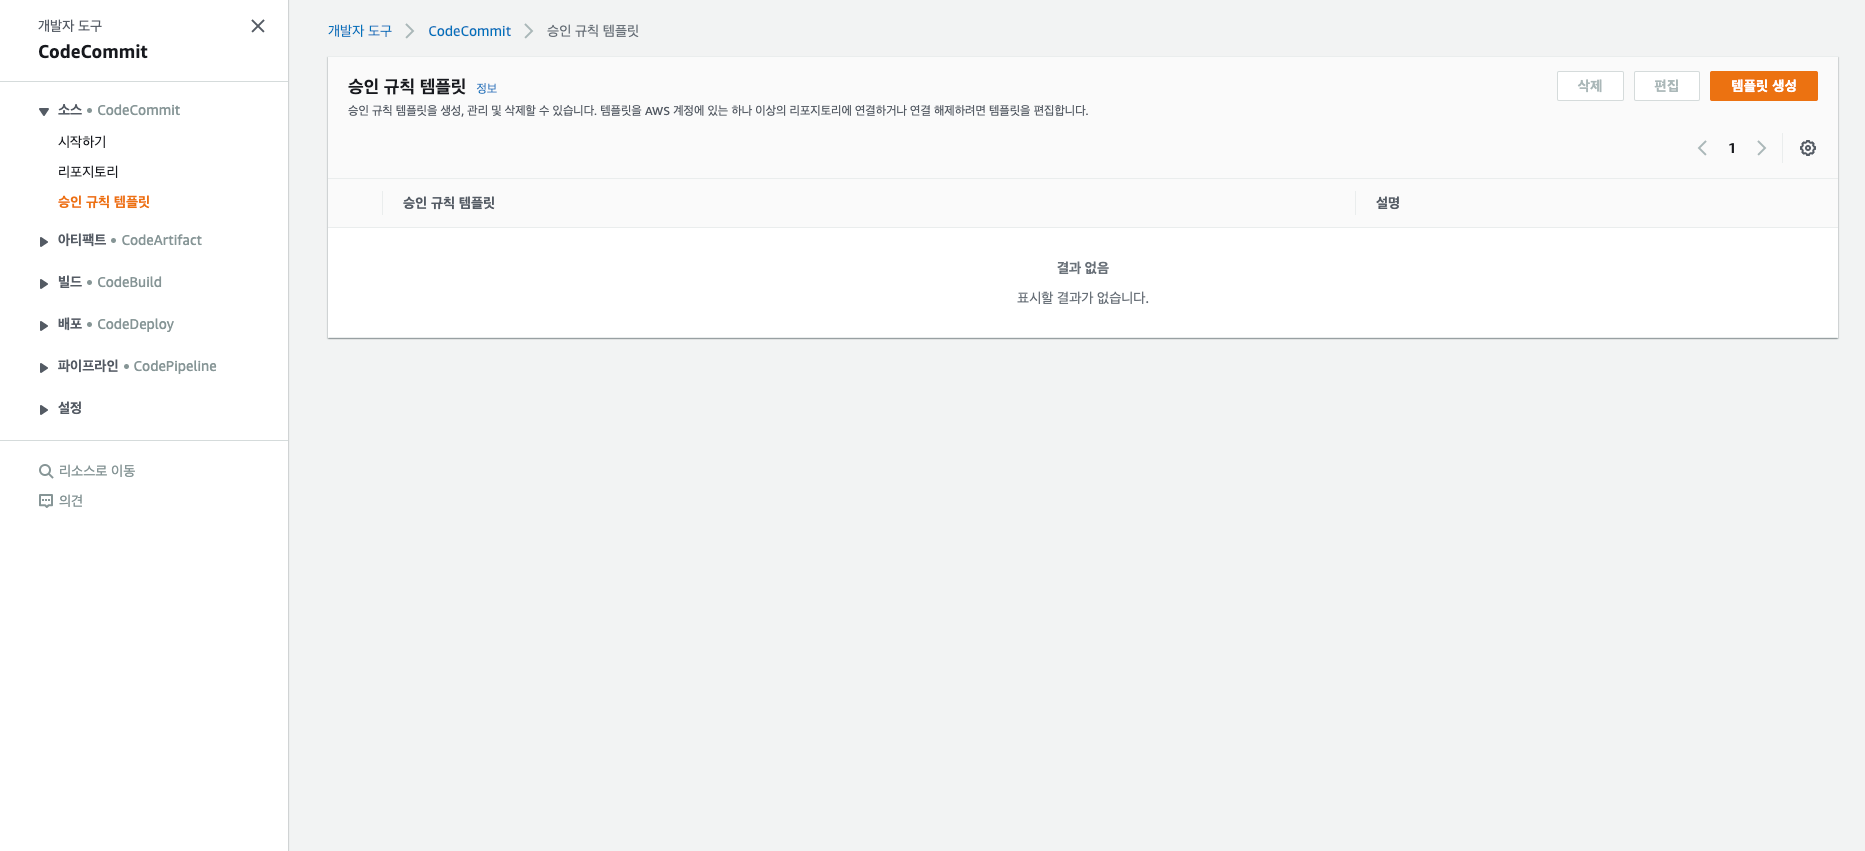 개발자 도구
CodeCommit
소스 • CodeCommit
시작하기
리포지토리
승인 규칙 템플릿
아티팩트 • CodeArtifact
빌드 • CodeBuild
배포 • CodeDeploy
파이프라인 • CodePipeline
설정
리소스로 이동
의견
개발자 도구 > CodeCommit > 승인 규칙 템플릿
승인 규칙 템플릿 정보
삭제 편집 템플릿 생성
승인 규칙 템플릿을 생성, 관리 및 삭제할 수 있습니다. 템플릿을 AWS 계정에 있는 하나 이상의 리포지토리에 연결하거나 연결 해제하려면 템플릿을 편집합니다.
1
승인 규칙 템플릿 설명
결과 없음
표시할 결과가 없습니다.